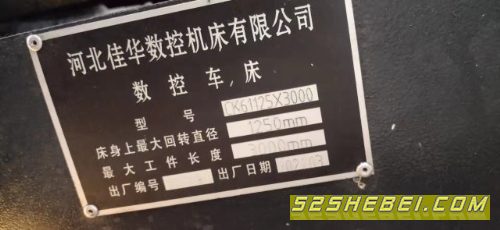 河北佳华数控机床有限公司
数控车床
型号 CK61125X3000
床身上最大回转直径 1250mm
最大工件长度 3000mm
出厂编号 出厂日期
52SHEBEI.COM